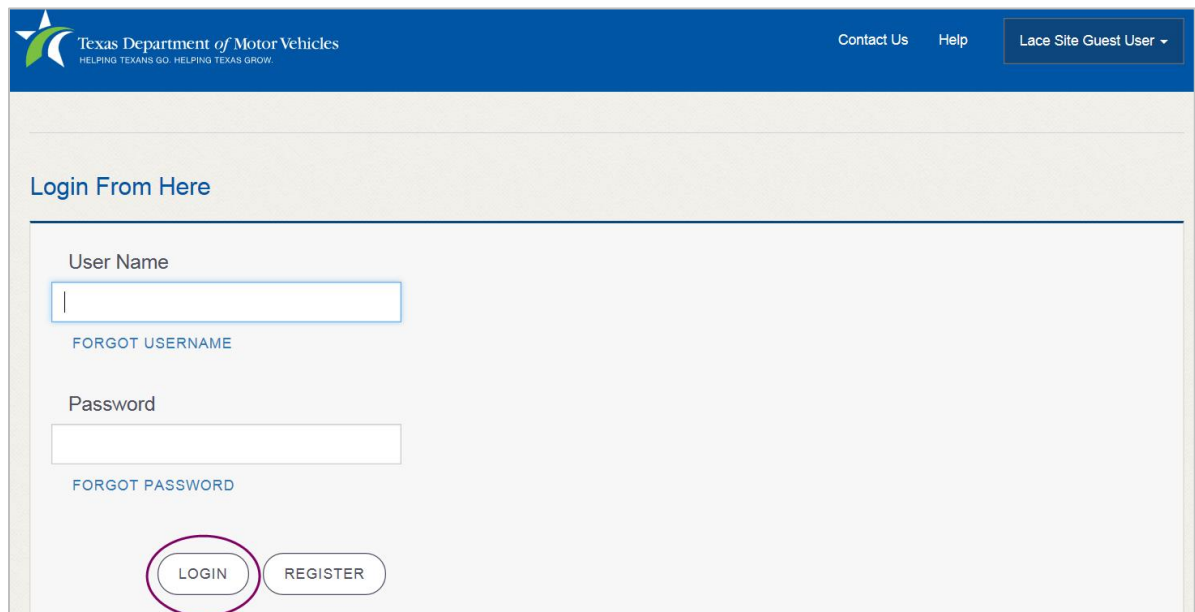 Texas Department of Motor Vehicles
HELPING TEXANS GO. HELPING TEXAS GROW.
Contact Us Help Lace Site Guest User
Login From Here
User Name
FORGOT USERNAME
Password
FORGOT PASSWORD
LOGIN REGISTER